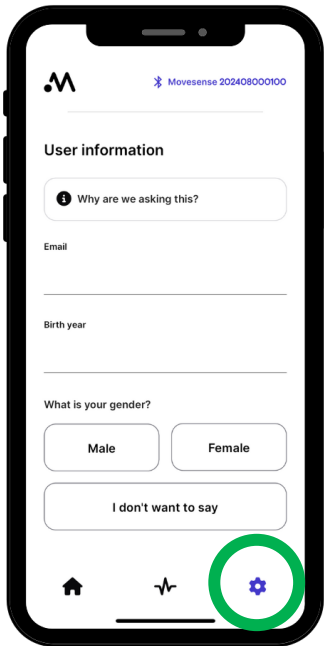 Movesense 202408000100
User information
Why are we asking this?
Email
Birth year
What is your gender?
Male
Female
I don't want to say